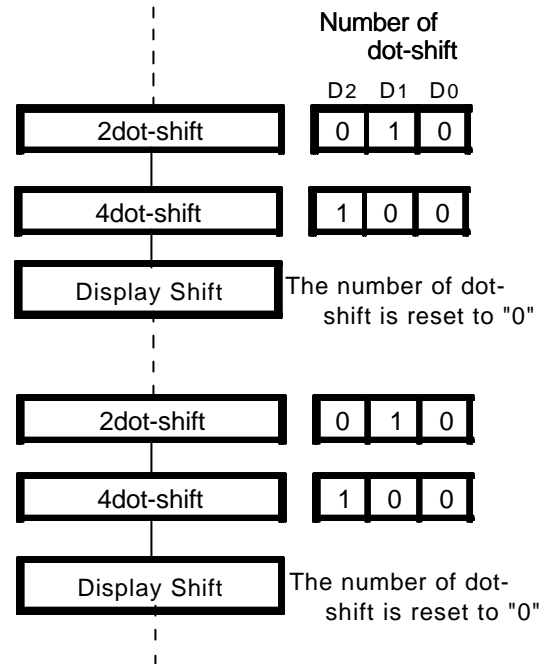 Number of
dot-shift
D2 D1 D0
2dot-shift 0 1 0
4dot-shift 1 0 0
Display Shift The number of dot-
shift is reset to "0"
2dot-shift 0 1 0
4dot-shift 1 0 0
Display Shift The number of dot-
shift is reset to "0"